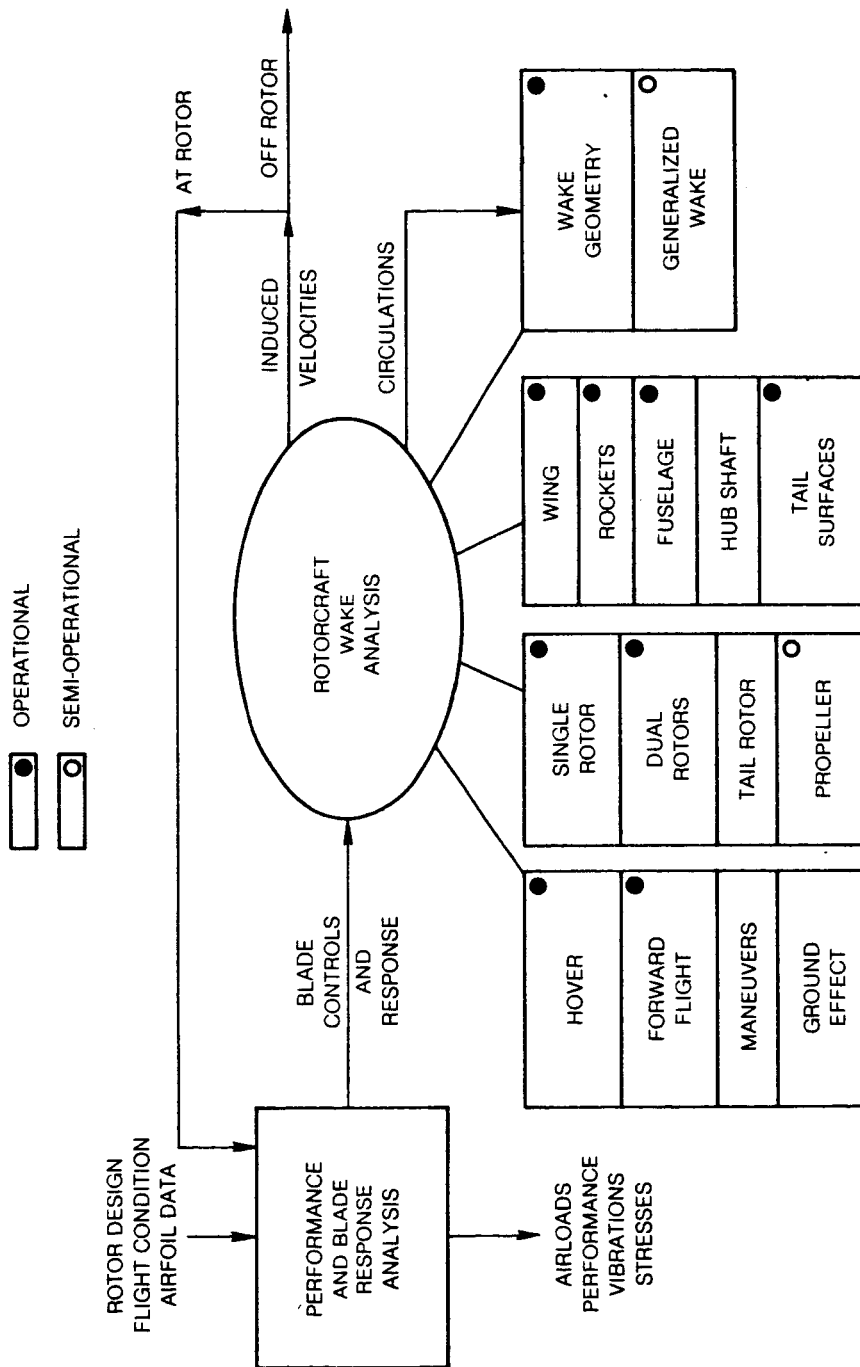 OPERATIONAL
SEMI-OPERATIONAL
ROTOR DESIGN
FLIGHT CONDITION
AIRFOIL DATA
AT ROTOR
OFF ROTOR
PERFORMANCE
AND BLADE
RESPONSE
ANALYSIS
BLADE
CONTROLS
AND
RESPONSE
ROTORCRAFT
WAKE
ANALYSIS
INDUCED
VELOCITIES
CIRCULATIONS
AIRLOADS
PERFORMANCE
VIBRATIONS
STRESSES
HOVER
FORWARD
FLIGHT
MANEUVERS
GROUND
EFFECT
SINGLE
ROTOR
DUAL
ROTORS
TAIL ROTOR
PROPELLER
WING
ROCKETS
FUSELAGE
HUB SHAFT
TAIL
SURFACES
WAKE
GEOMETRY
GENERALIZED
WAKE